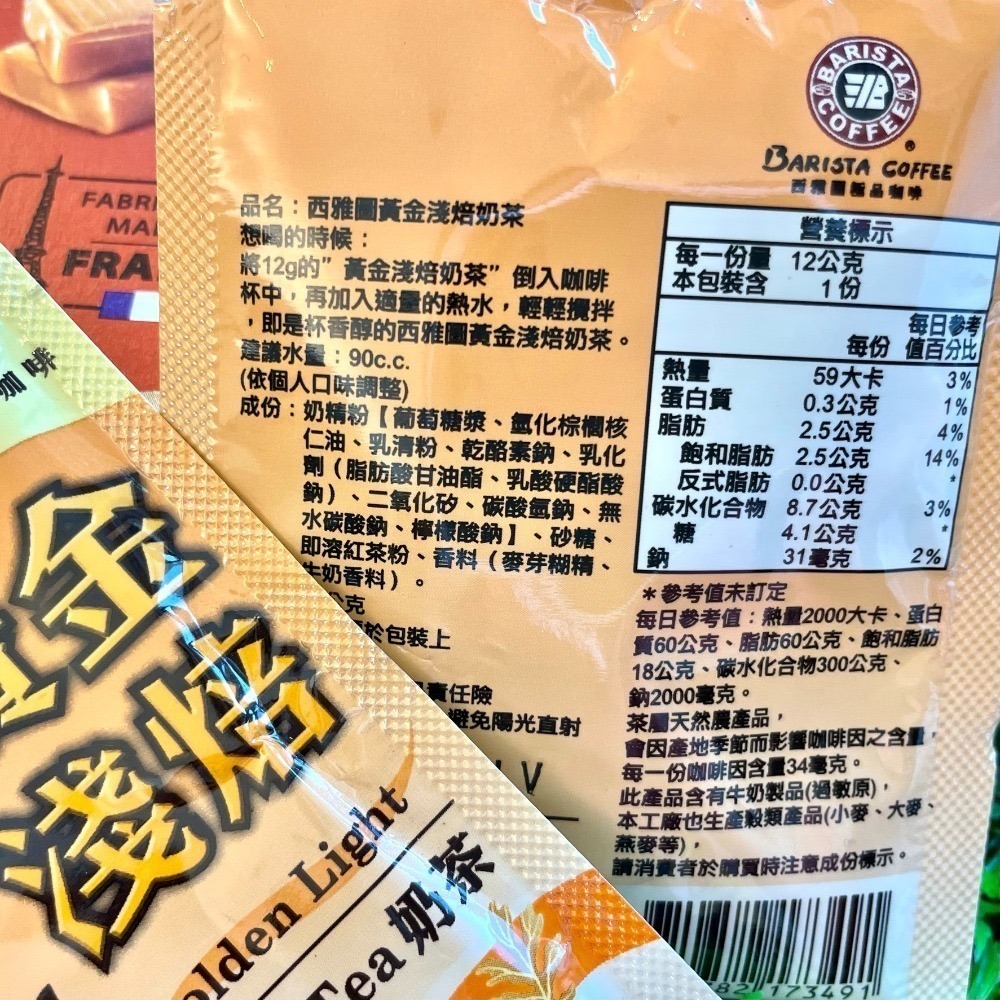 BARISTA
COFFEE
BARISTA COFFEE
西雅圖極品咖啡
品名：西雅圖黃金淺焙奶茶
想喝的時候：
將12g的”黃金淺焙奶茶”倒入咖啡
杯中，再加入適量的熱水，輕輕攪拌
，即是杯香醇的西雅圖黃金淺焙奶茶。
建議水量：90c.c.
(依個人口味調整)
成份：奶精粉【葡萄糖漿、氫化棕櫚核
仁油、乳清粉、乾酪素鈉、乳化
劑（脂肪酸甘油酯、乳酸硬酯酸
鈉）、二氧化矽、碳酸氫鈉、無
水碳酸鈉、檸檬酸鈉】、砂糖、
即溶紅茶粉、香料（麥芽糊精、
牛奶香料）。
公克
於包裝上
責任險
避免陽光直射
V
營養標示
每一份量 12公克
本包裝含 1份
每份 每日參考值百分比
熱量 59大卡 3%
蛋白質 0.3公克 1%
脂肪 2.5公克 4%
飽和脂肪 2.5公克 14%
反式脂肪 0.0公克 *
碳水化合物 8.7公克 3%
糖 4.1公克 *
鈉 31毫克 2%
＊參考值未訂定
每日參考值：熱量2000大卡、蛋白
質60公克、脂肪60公克、飽和脂肪
18公克、碳水化合物300公克、
鈉2000毫克。
茶屬天然農產品，
會因產地季節而影響咖啡因之含量，
每一份咖啡因含量34毫克。
此產品含有牛奶製品(過敏原)，
本工廠也生產穀類產品(小麥、大麥、
燕麥等)，
請消費者於購買時注意成份標示。
82 173491
FABRI
MA
FRA
咖啡
黃金
淺焙
olden Light
Tea 奶茶